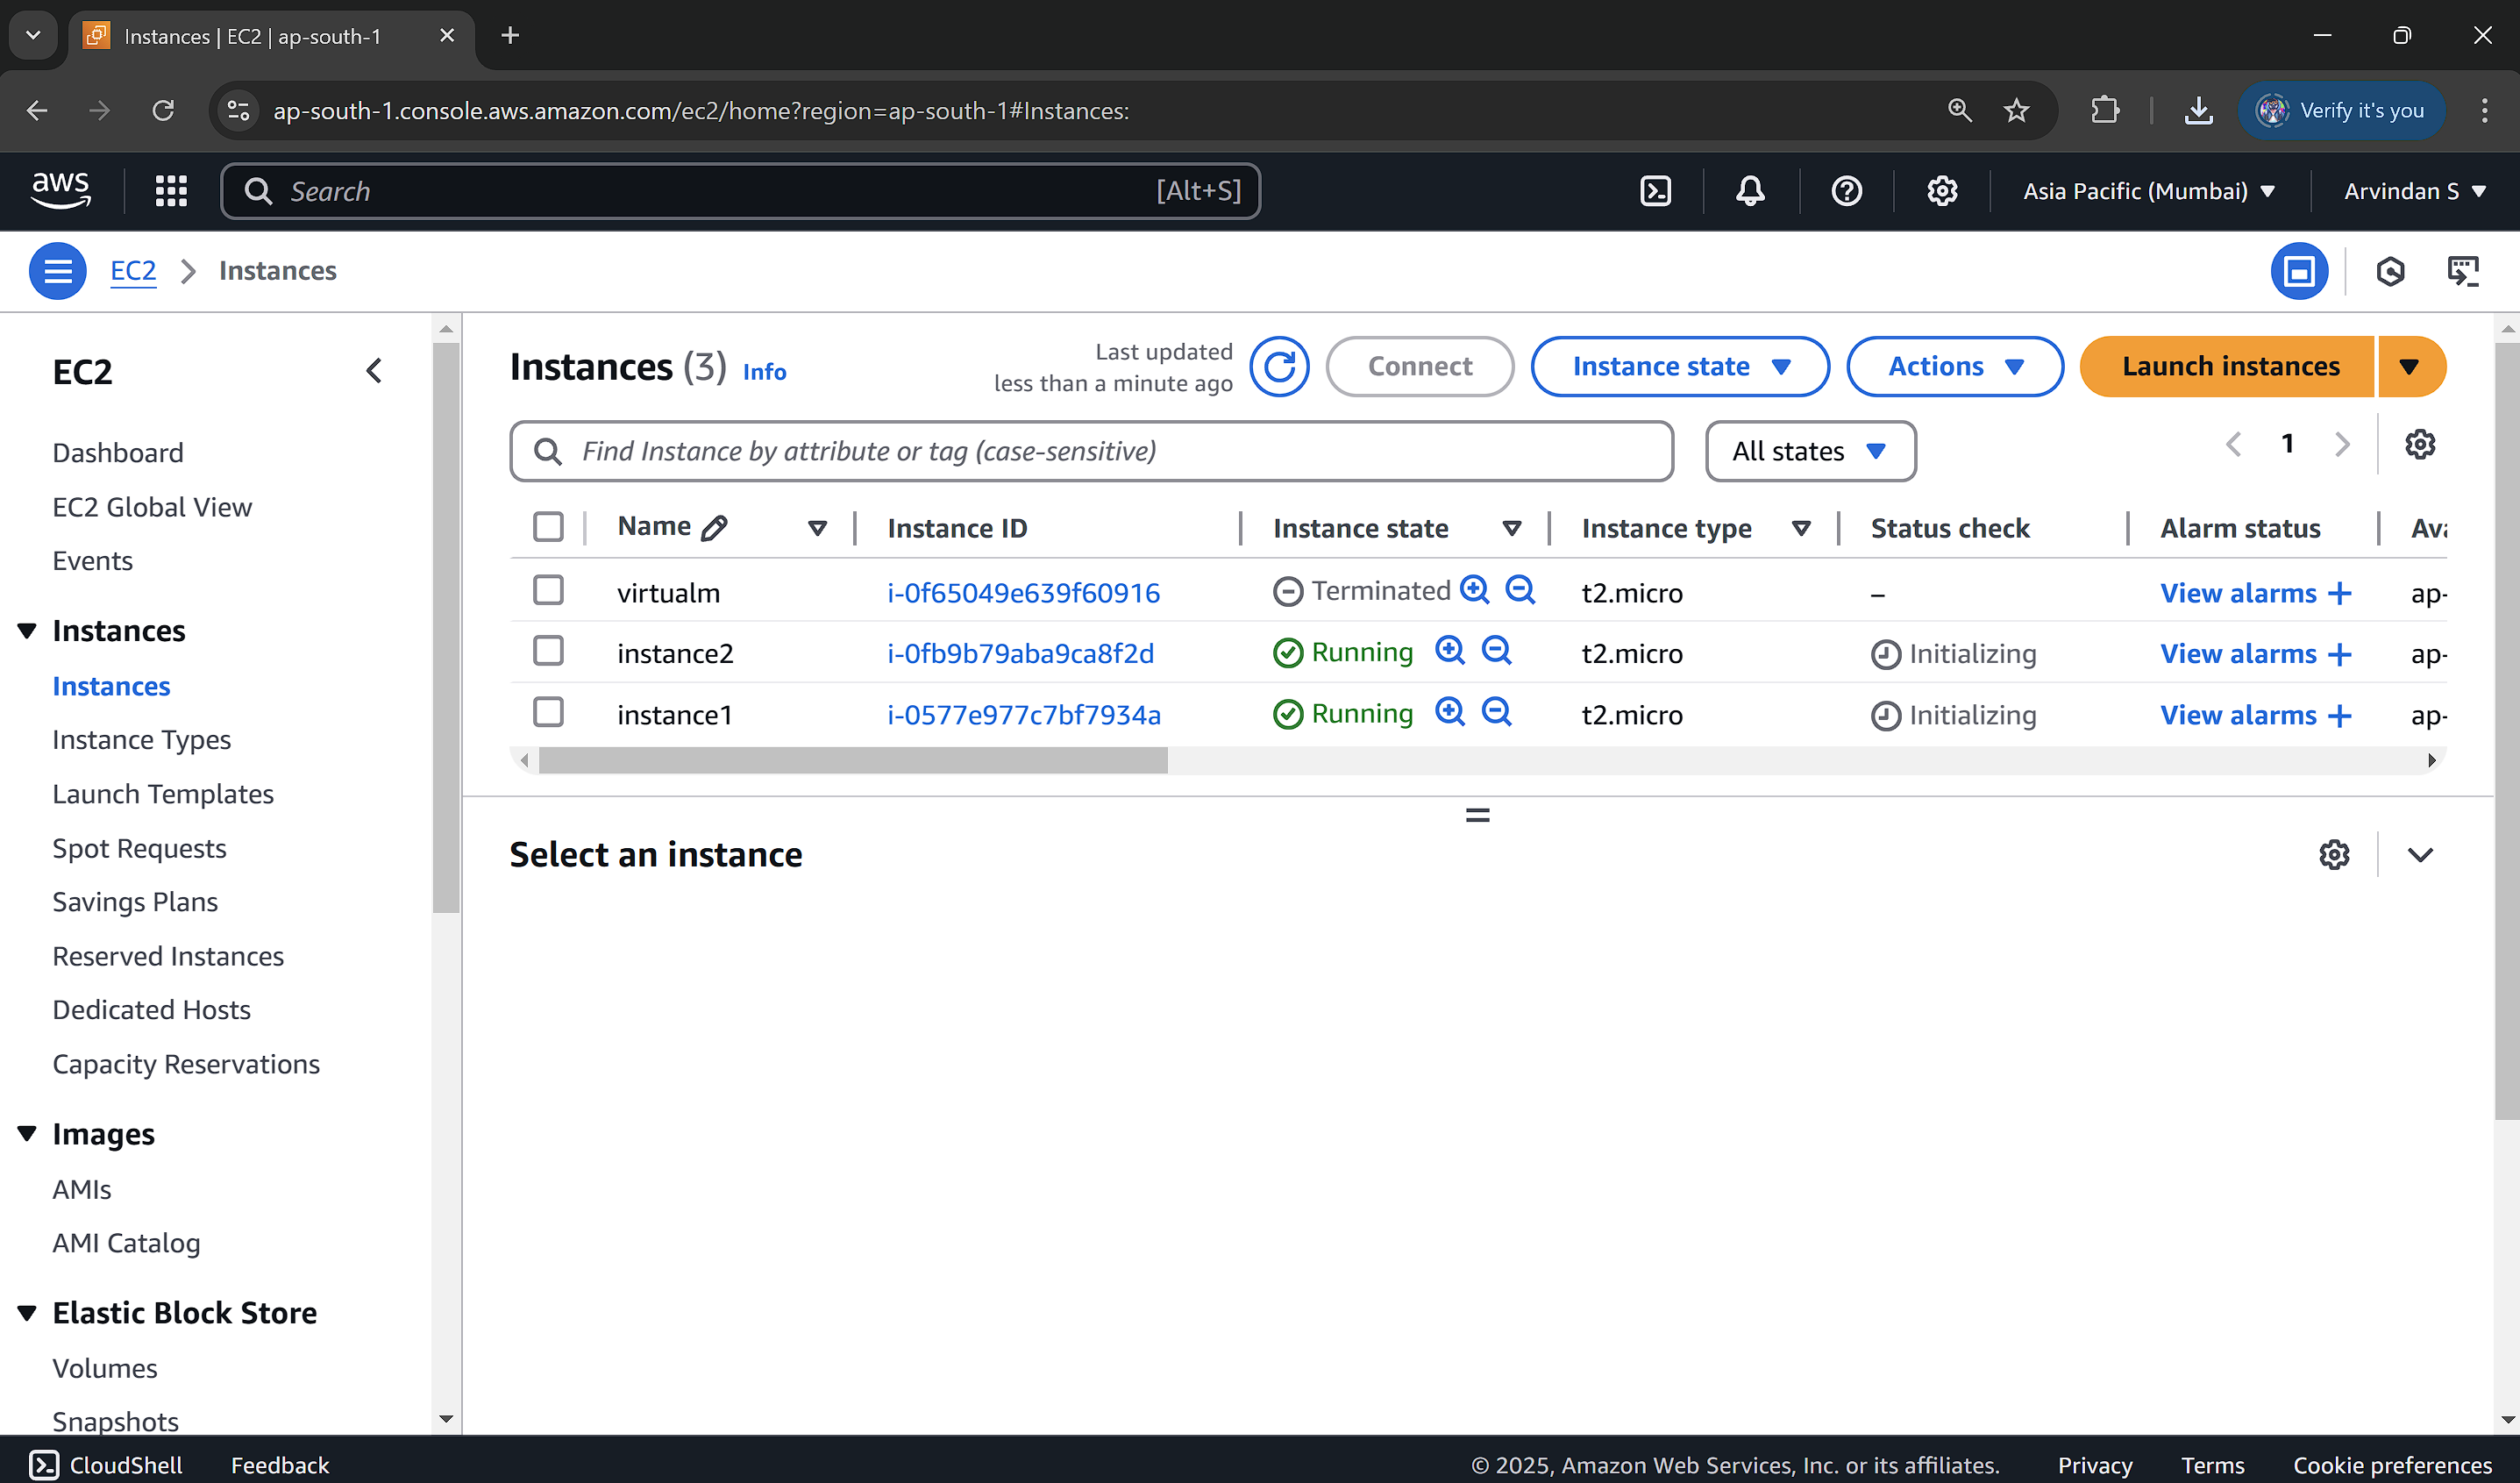 Instances | EC2 | ap-south-1
ap-south-1.console.aws.amazon.com/ec2/home?region=ap-south-1#Instances:
Verify it's you
aws
Search
[Alt+S]
Asia Pacific (Mumbai)
Arvindan S
EC2
Instances
EC2
Dashboard
EC2 Global View
Events
Instances
Instances
Instance Types
Launch Templates
Spot Requests
Savings Plans
Reserved Instances
Dedicated Hosts
Capacity Reservations
Images
AMIs
AMI Catalog
Elastic Block Store
Volumes
Snapshots
Instances (3) Info
Last updated
less than a minute ago
Connect
Instance state
Actions
Launch instances
Find Instance by attribute or tag (case-sensitive)
All states
1
Name Instance ID Instance state Instance type Status check Alarm status Ava
virtualm i-0f65049e639f60916 Terminated t2.micro – View alarms + ap-
instance2 i-0fb9b79aba9ca8f2d Running t2.micro Initializing View alarms + ap-
instance1 i-0577e977c7bf7934a Running t2.micro Initializing View alarms + ap-
Select an instance
CloudShell
Feedback
© 2025, Amazon Web Services, Inc. or its affiliates.
Privacy
Terms
Cookie preferences